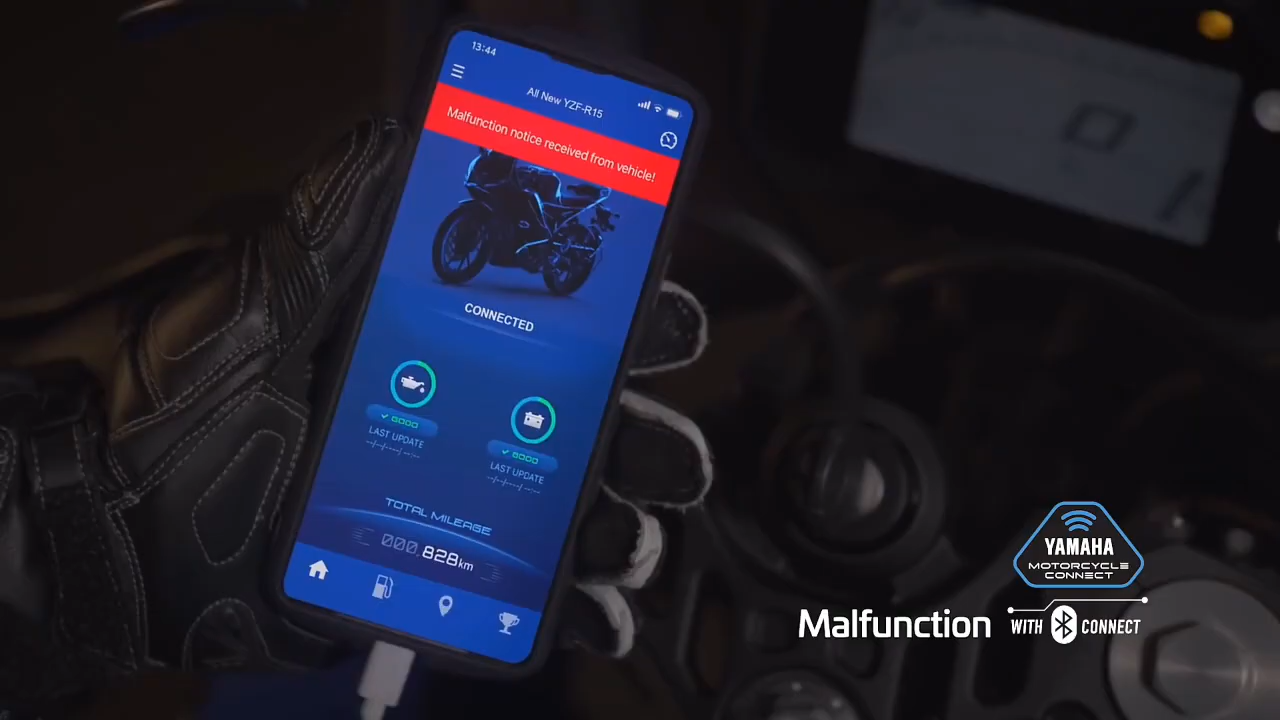 13:44
All New YZF-R15
Malfunction notice received from vehicle!
CONNECTED
GOOD
LAST UPDATE
--/--/-- --:--
GOOD
LAST UPDATE
--/--/-- --:--
TOTAL MILEAGE
000,828km
YAMAHA
MOTORCYCLE
CONNECT
Malfunction
WITH CONNECT